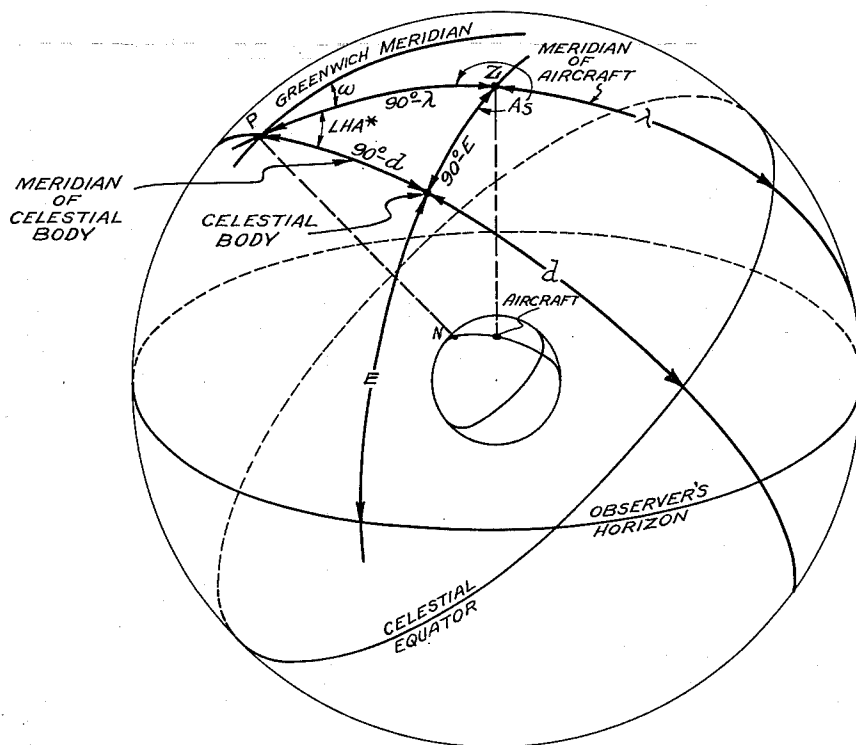 GREENWICH MERIDIAN
MERIDIAN
OF
AIRCRAFT
Z
P
ω
90°-λ
AS
λ
LHA*
90°-d
90°-E
MERIDIAN
OF
CELESTIAL
BODY
CELESTIAL
BODY
d
AIRCRAFT
N
E
OBSERVER'S
HORIZON
CELESTIAL
EQUATOR